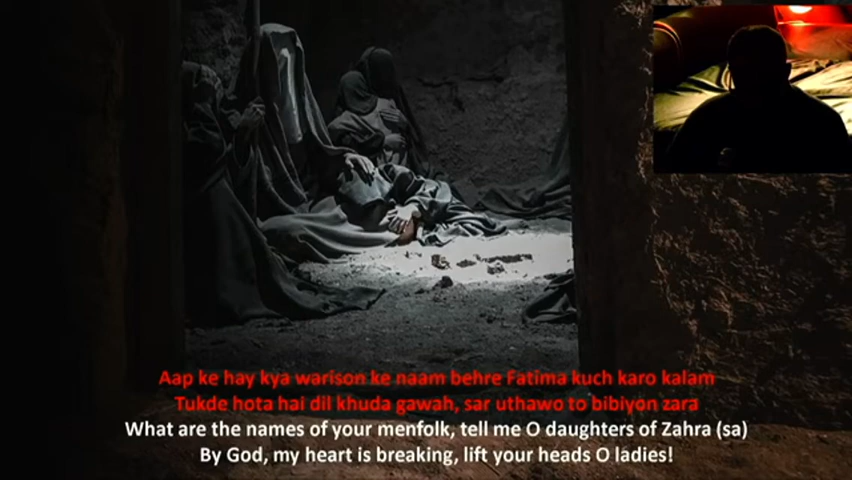 Aap ke hay kya warison ke naam behre Fatima kuch karo kalam
Tukde hota hai dil khuda gawah, sar uthawo to bibiyon zara
What are the names of your menfolk, tell me O daughters of Zahra (sa)
By God, my heart is breaking, lift your heads O ladies!